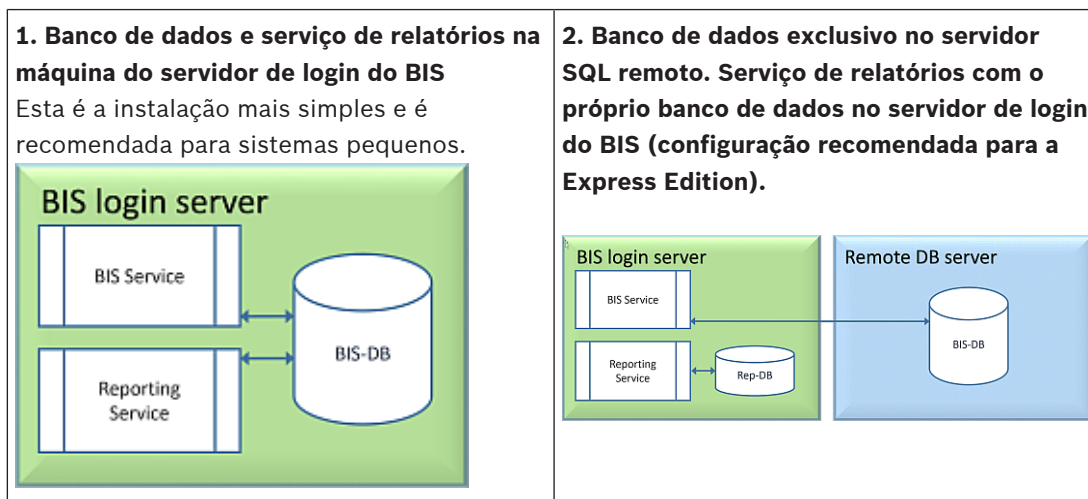 1. Banco de dados e serviço de relatórios na
máquina do servidor de login do BIS
Esta é a instalação mais simples e é
recomendada para sistemas pequenos.
BIS login server
BIS Service
Reporting
Service
BIS-DB
2. Banco de dados exclusivo no servidor
SQL remoto. Serviço de relatórios com o
próprio banco de dados no servidor de login
do BIS (configuração recomendada para a
Express Edition).
BIS login server
BIS Service
Reporting
Service
Rep-DB
Remote DB server
BIS-DB